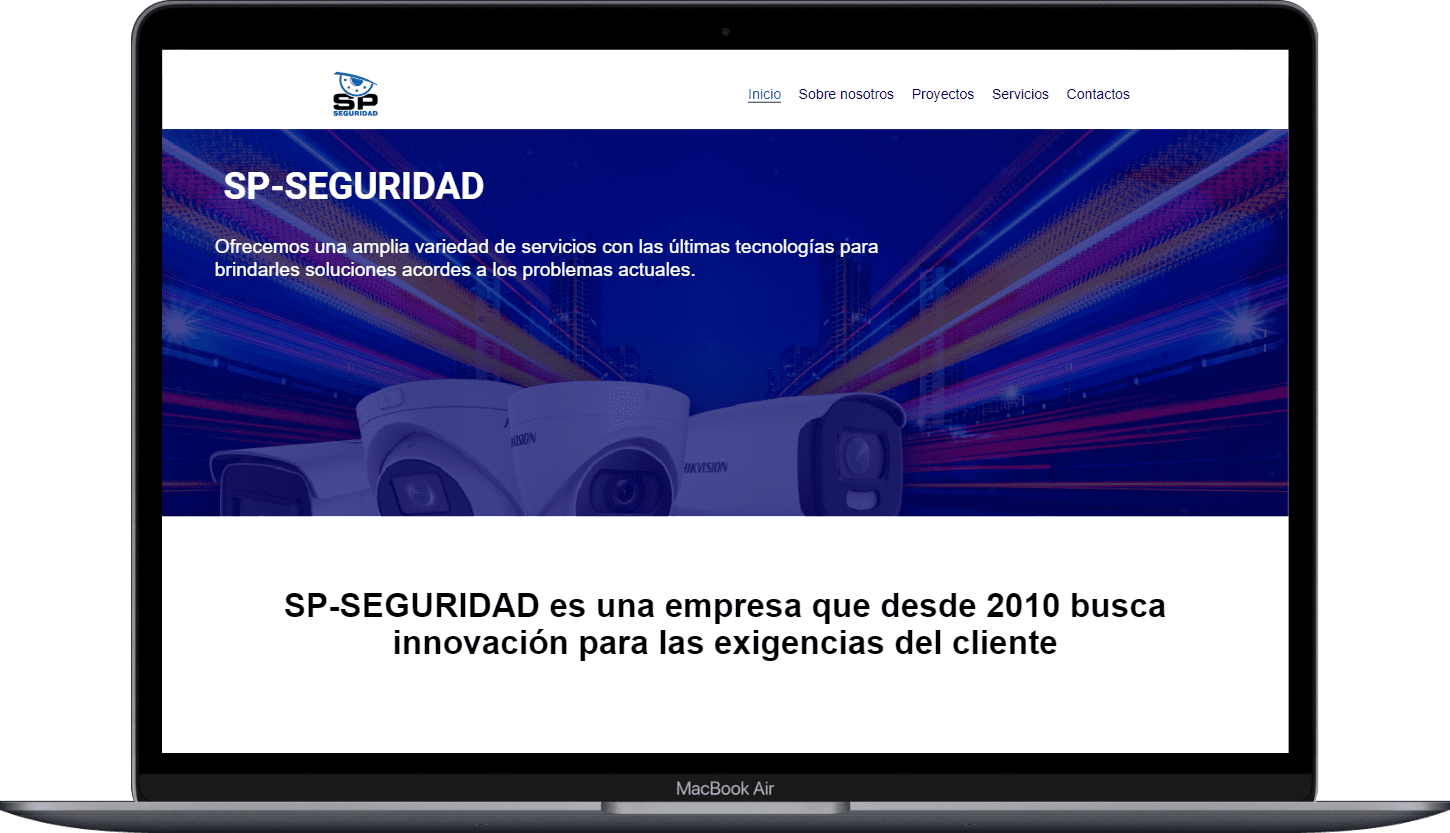 SP
SEGURIDAD
Inicio Sobre nosotros Proyectos Servicios Contactos
SP-SEGURIDAD
Ofrecemos una amplia variedad de servicios con las últimas tecnologías para
brindarles soluciones acordes a los problemas actuales.
HIKVISION
SP-SEGURIDAD es una empresa que desde 2010 busca
innovación para las exigencias del cliente
MacBook Air